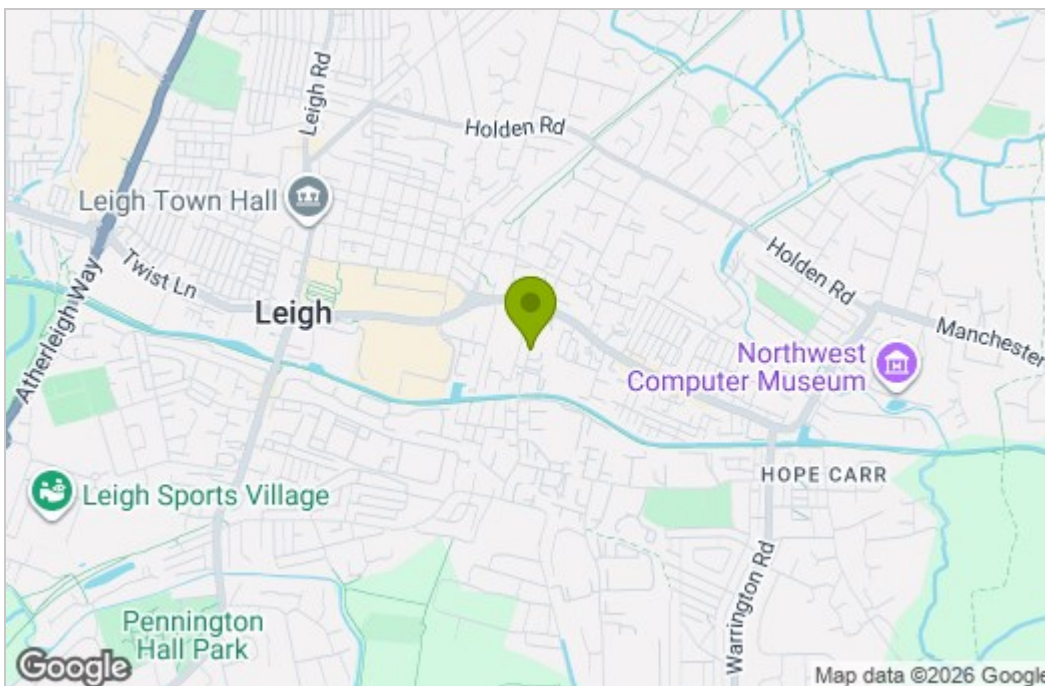 Leigh Rd
Holden Rd
Leigh Town Hall
Holden Rd
Twist Ln
Atherleigh Way
Leigh
Manchester
Northwest
Computer Museum
HOPE CARR
Leigh Sports Village
Warrington Rd
Pennington
Hall Park
Google
Map data ©2026 Google